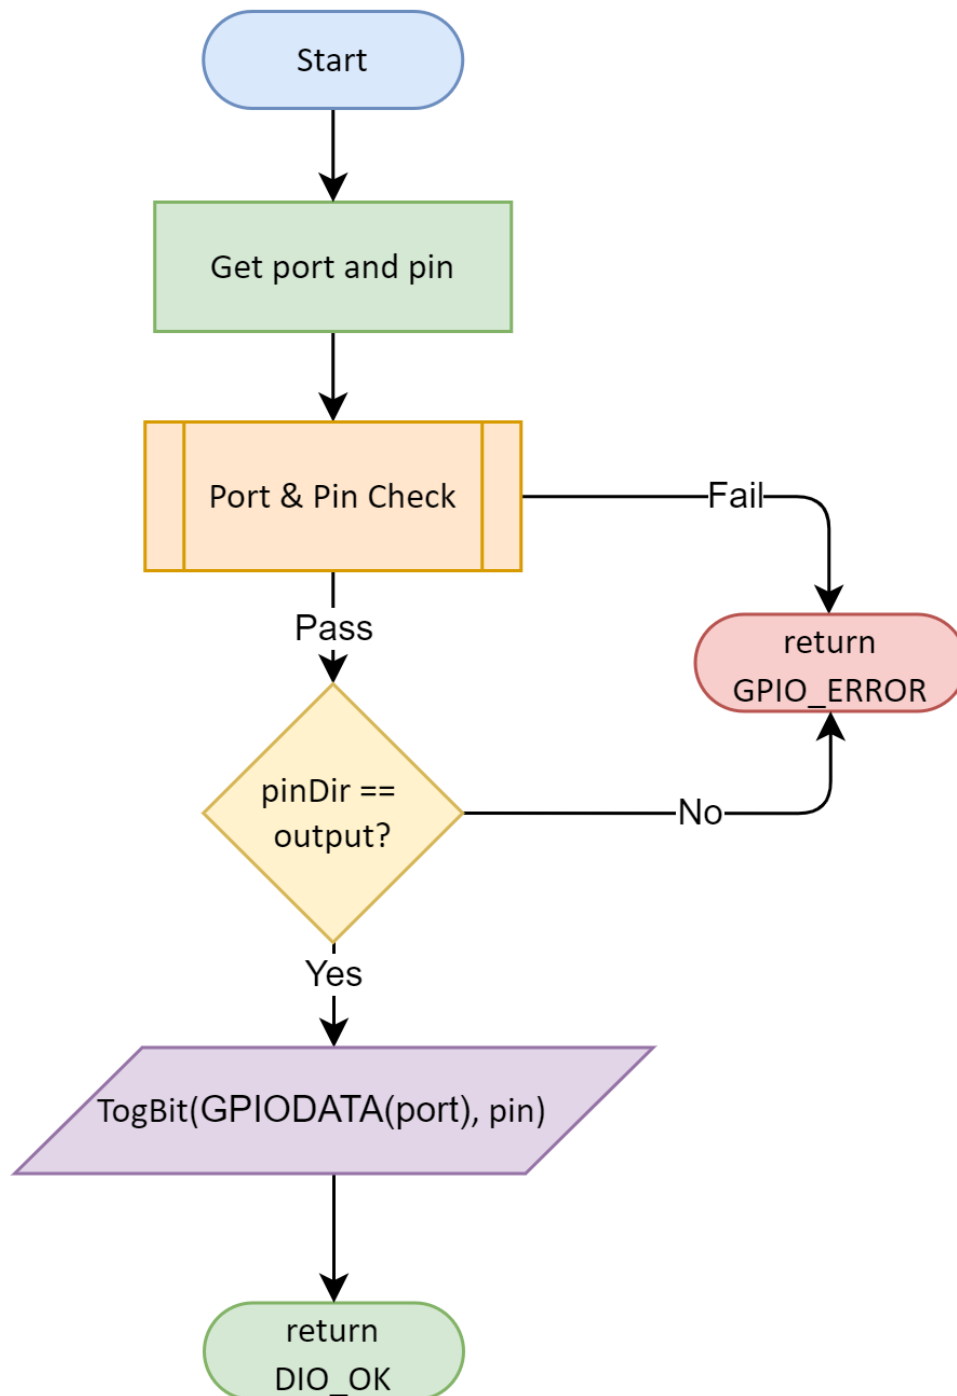 Start
Get port and pin
Port & Pin Check
Fail
Pass
return
GPIO_ERROR
pinDir ==
output?
No
Yes
TogBit(GPIODATA(port), pin)
return
DIO_OK